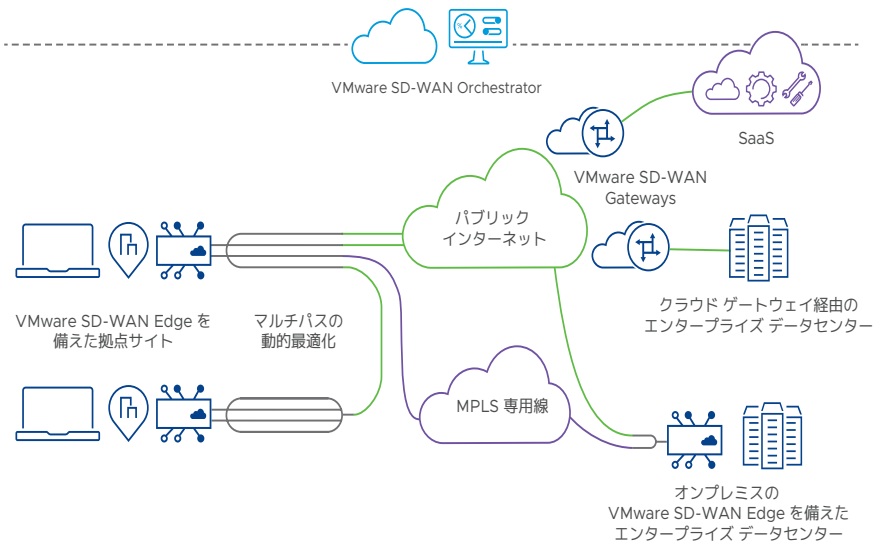 VMware SD-WAN Orchestrator
SaaS
VMware SD-WAN
Gateways
パブリック
インターネット
クラウド ゲートウェイ経由の
エンタープライズ データセンター
VMware SD-WAN Edge を
備えた拠点サイト
マルチパスの
動的最適化
MPLS 専用線
オンプレミスの
VMware SD-WAN Edge を備えた
エンタープライズ データセンター